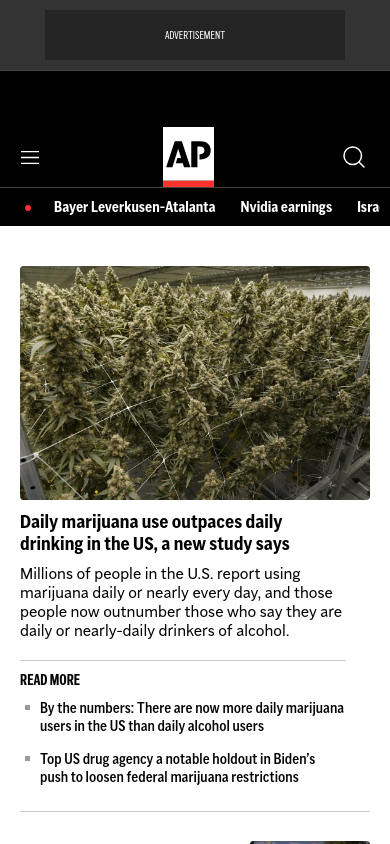 ADVERTISEMENT
AP
Bayer Leverkusen-Atalanta Nvidia earnings Isra
Daily marijuana use outpaces daily
drinking in the US, a new study says
Millions of people in the U.S. report using
marijuana daily or nearly every day, and those
people now outnumber those who say they are
daily or nearly-daily drinkers of alcohol.
READ MORE
By the numbers: There are now more daily marijuana
users in the US than daily alcohol users
Top US drug agency a notable holdout in Biden’s
push to loosen federal marijuana restrictions